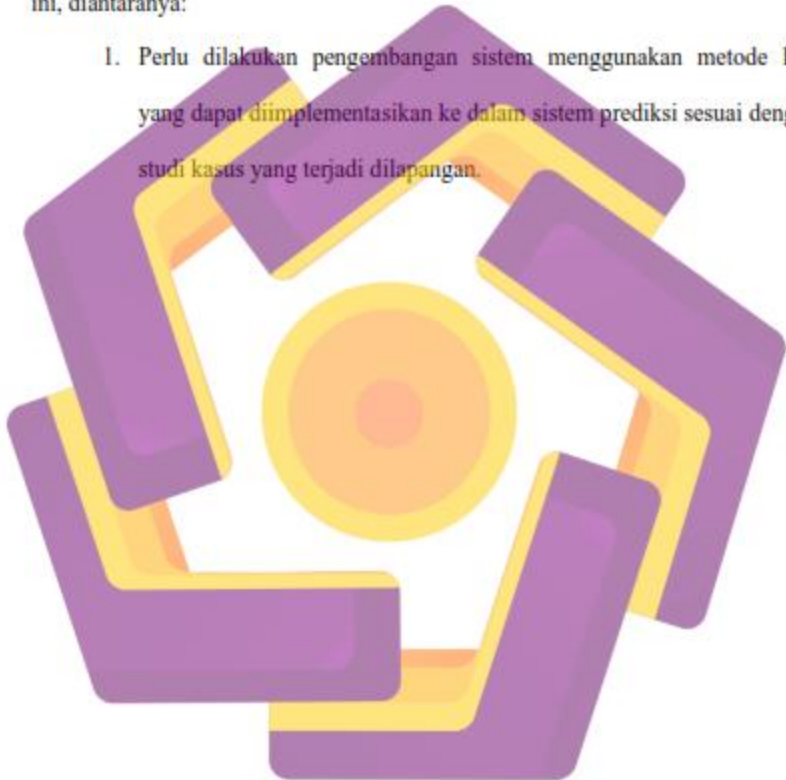 ini, diantaranya:
1. Perlu dilakukan pengembangan sistem menggunakan metode
yang dapat diimplementasikan ke dalam sistem prediksi sesuai
studi kasus yang terjadi dilapangan.